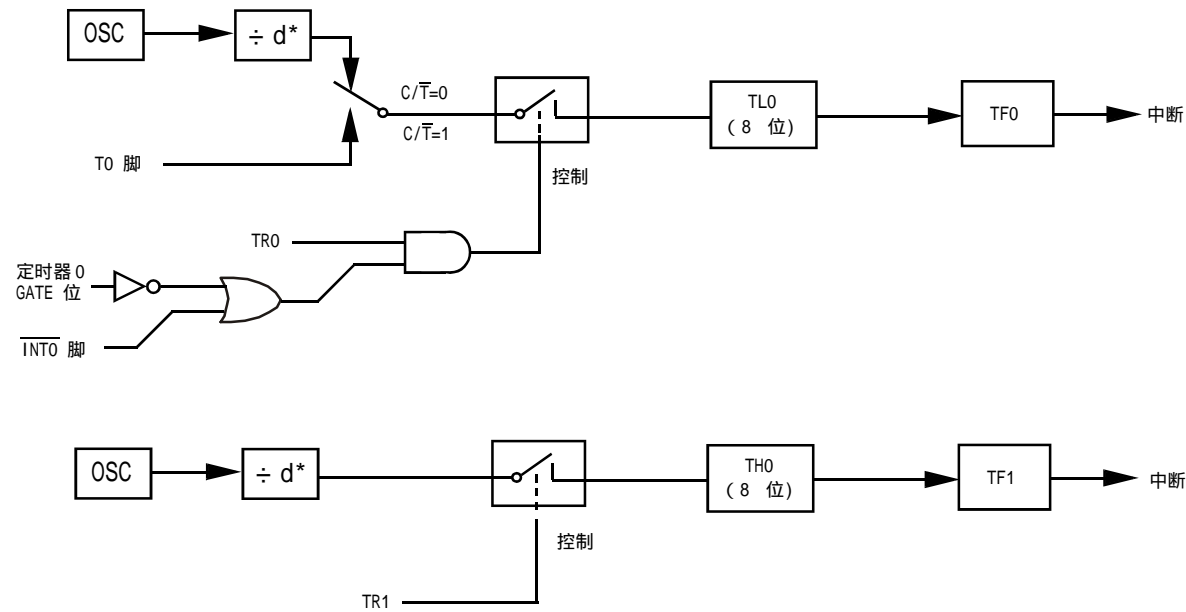 OSC
÷ d*
C/T̅=0
C/T̅=1
TL0
(8 位)
TF0
中断
T0 脚
控制
TR0
定时器0
GATE 位
I̅N̅T̅0̅ 脚
OSC
÷ d*
TH0
(8 位)
TF1
中断
控制
TR1